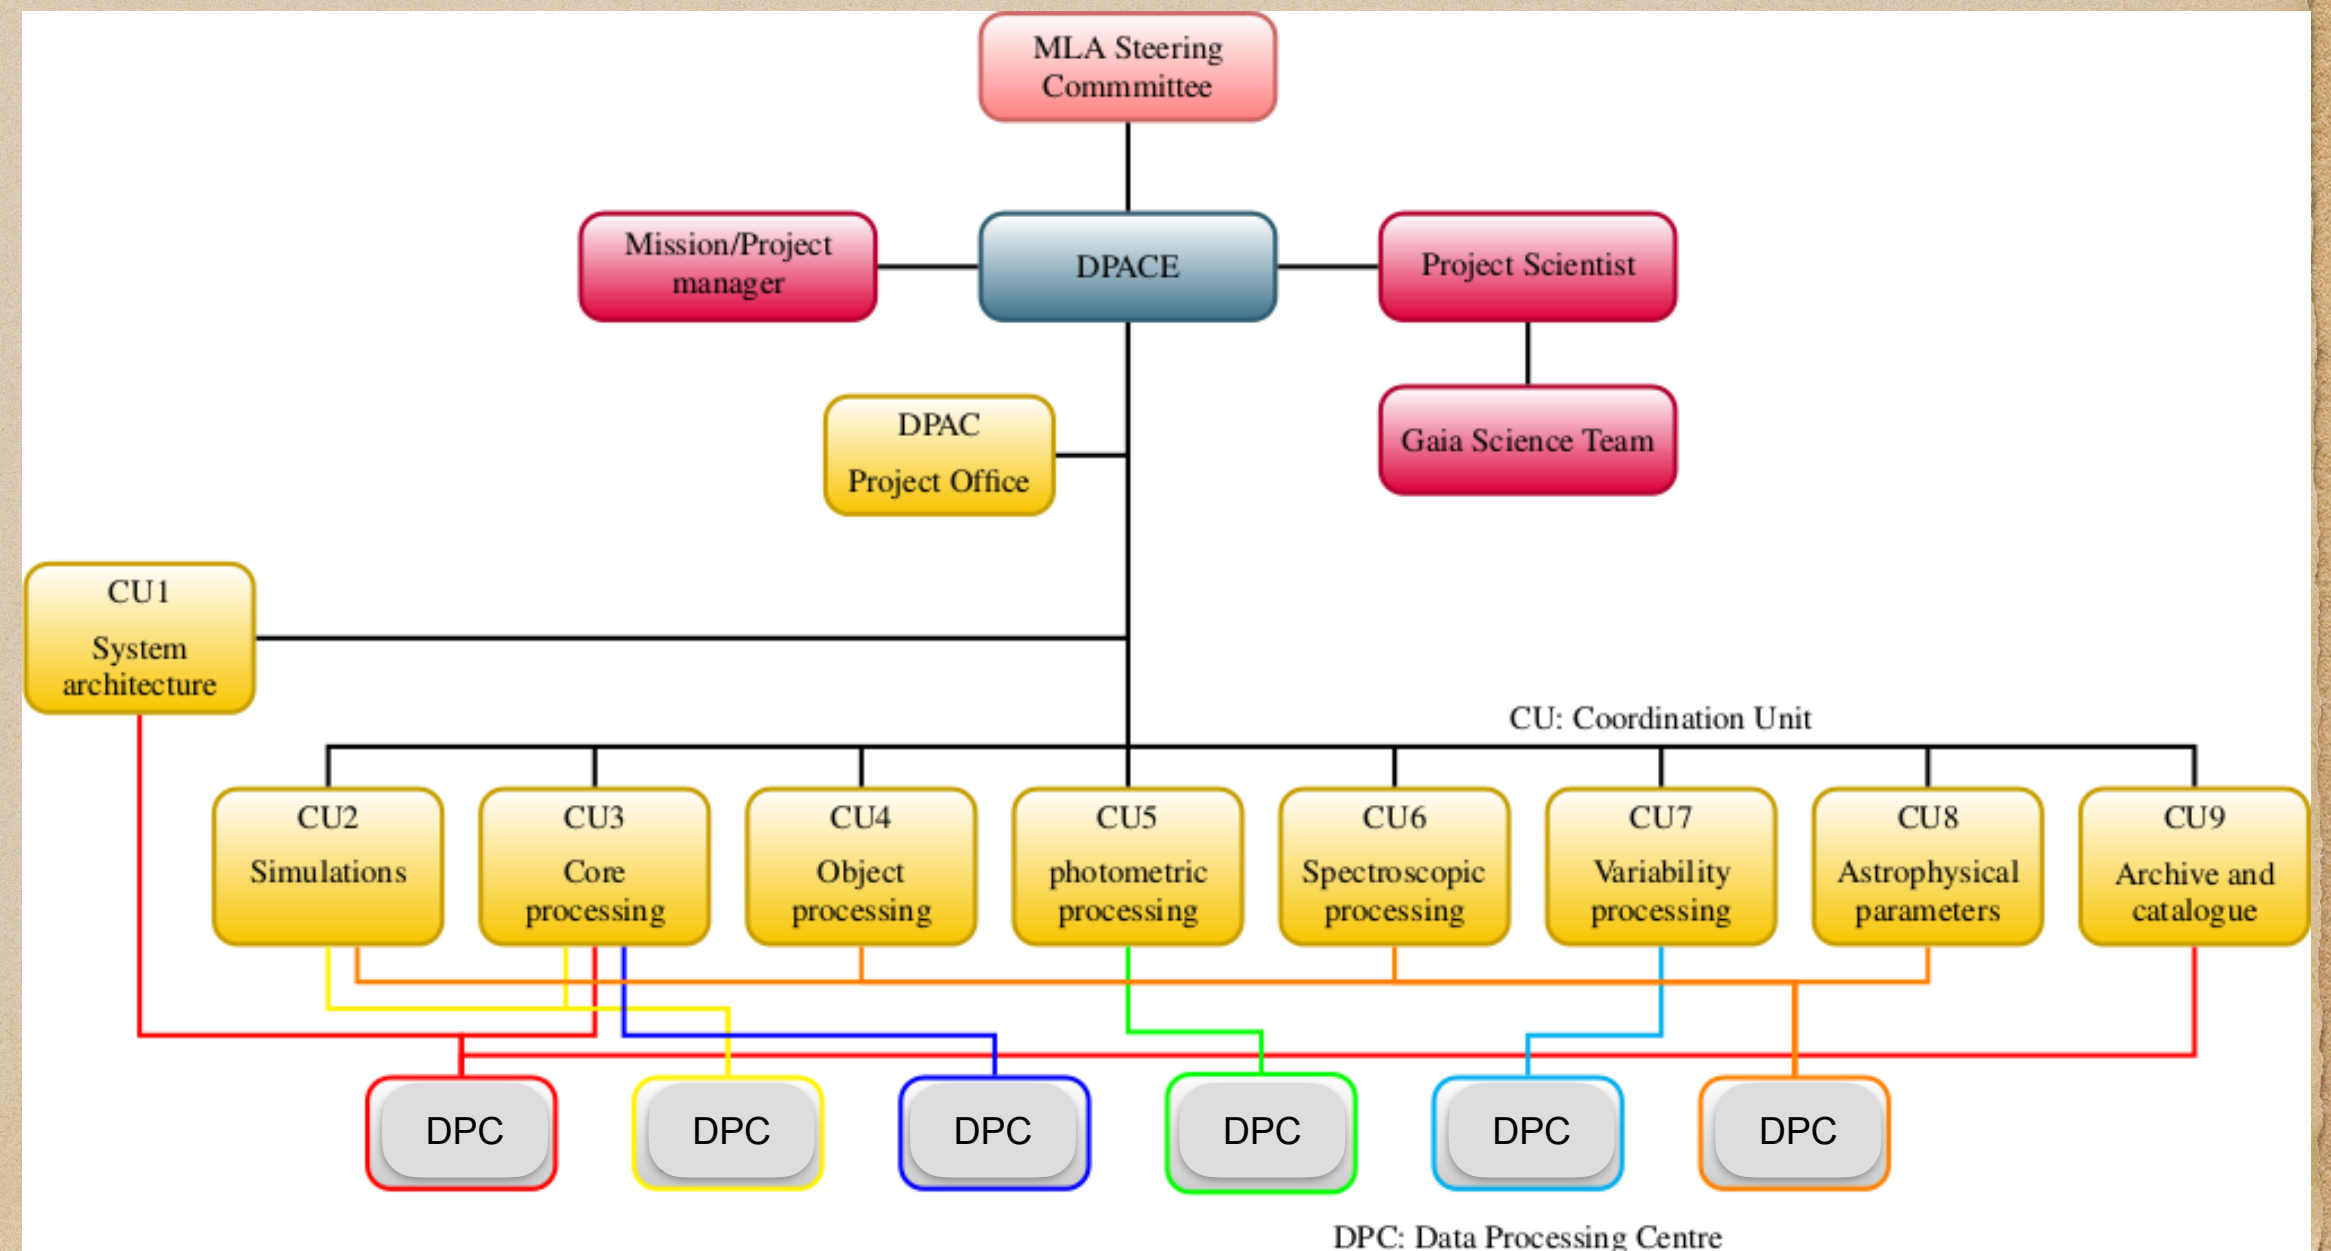 MLA Steering
Commmittee
Mission/Project
manager
DPACE
Project Scientist
DPAC
Project Office
Gaia Science Team
CU1
System
architecture
CU: Coordination Unit
CU2
Simulations
CU3
Core
processing
CU4
Object
processing
CU5
photometric
processing
CU6
Spectroscopic
processing
CU7
Variability
processing
CU8
Astrophysical
parameters
CU9
Archive and
catalogue
DPC
DPC
DPC
DPC
DPC
DPC
DPC: Data Processing Centre